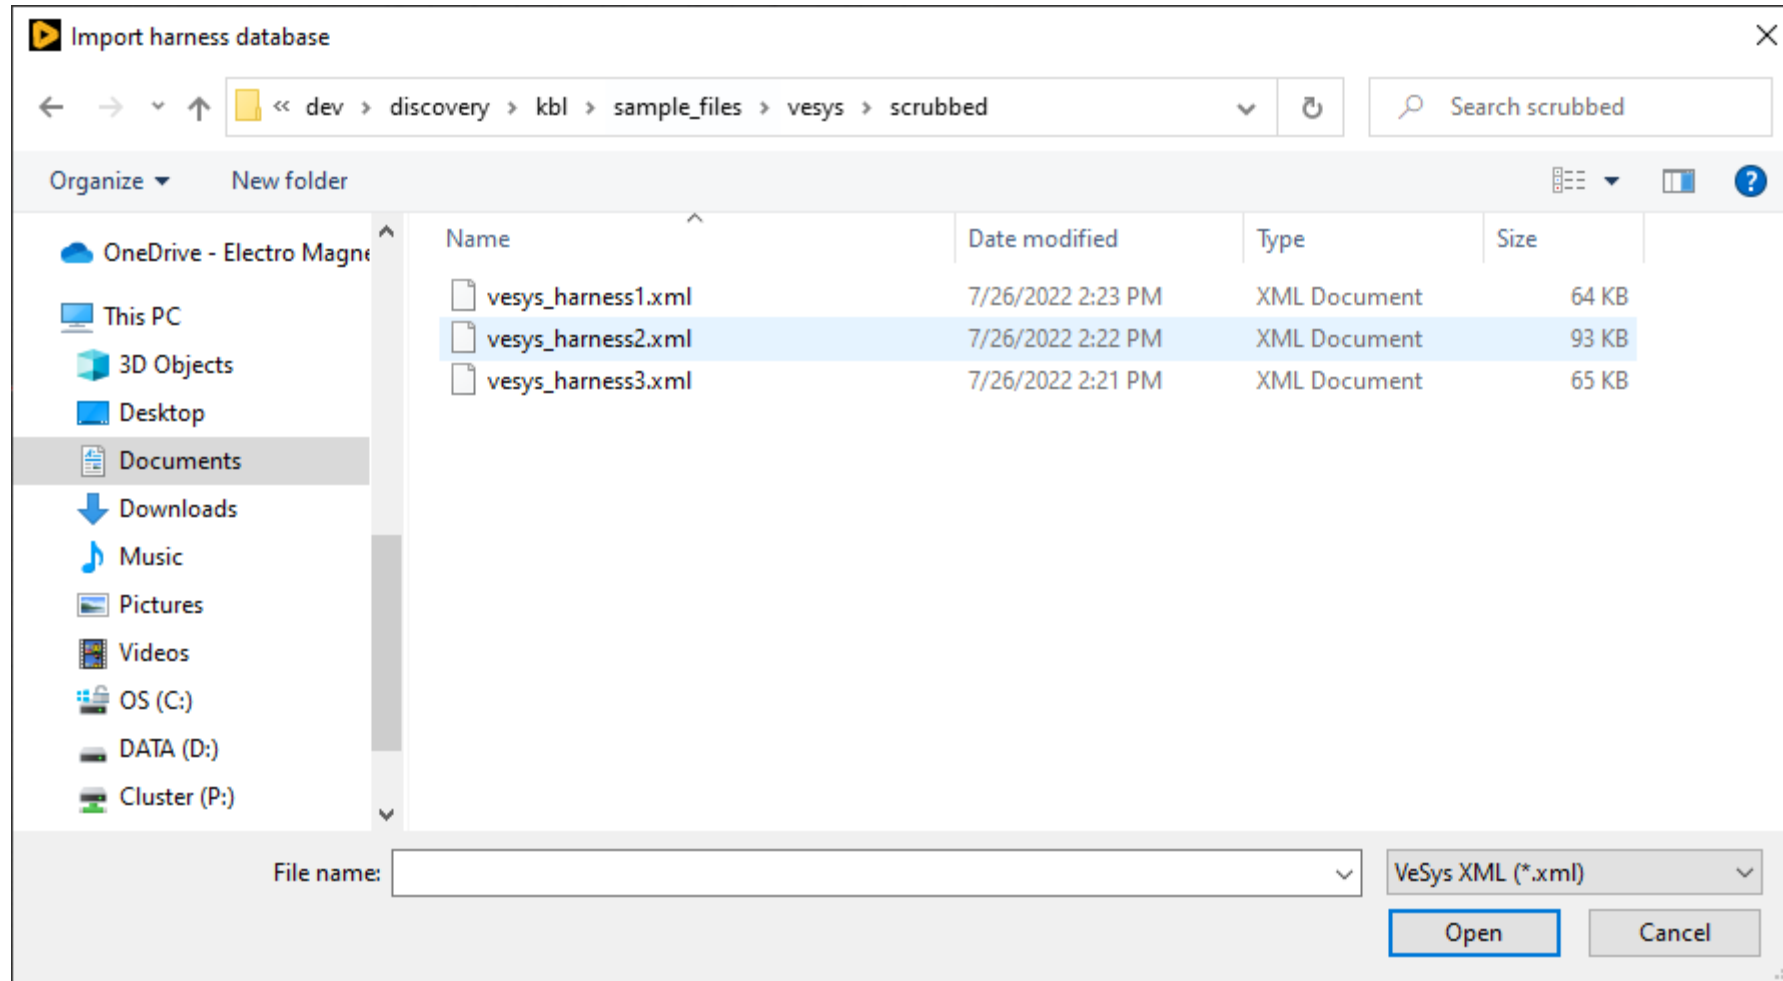 Import harness database
« dev > discovery > kbl > sample_files > vesys > scrubbed
Search scrubbed
Organize
New folder
?
OneDrive - Electro Magne
This PC
3D Objects
Desktop
Documents
Downloads
Music
Pictures
Videos
OS (C:)
DATA (D:)
Cluster (P:)
Name Date modified Type Size
vesys_harness1.xml 7/26/2022 2:23 PM XML Document 64 KB
vesys_harness2.xml 7/26/2022 2:22 PM XML Document 93 KB
vesys_harness3.xml 7/26/2022 2:21 PM XML Document 65 KB
File name:
VeSys XML (*.xml)
Open
Cancel